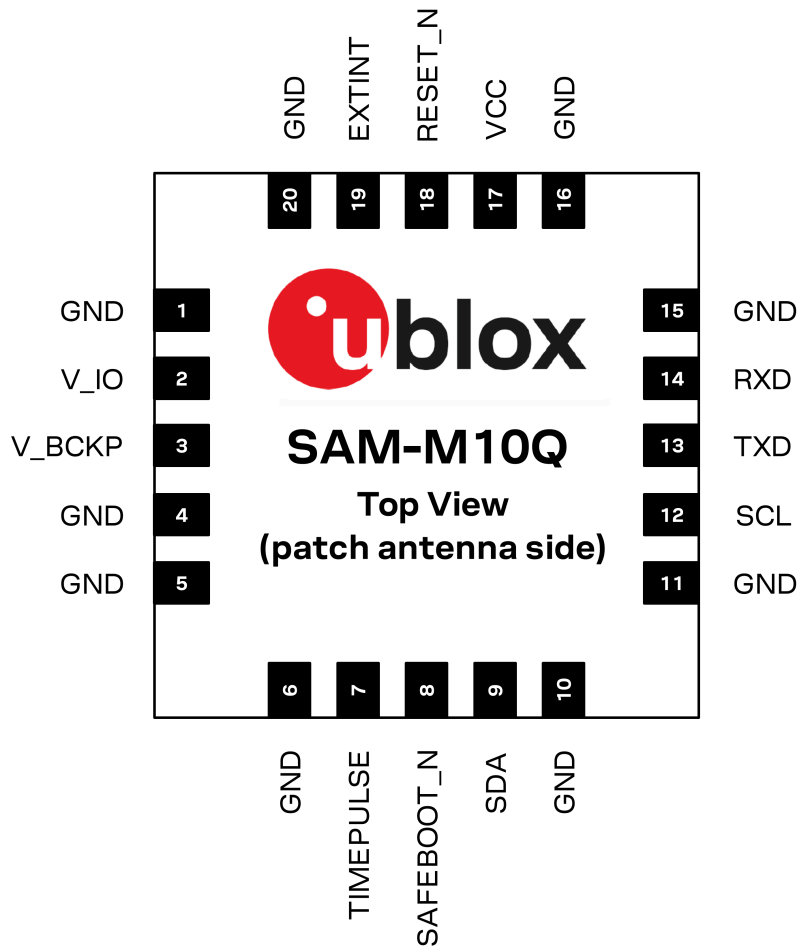 GND
EXTINT
RESET_N
VCC
GND
20
19
18
17
16
GND 1
15 GND
V_IO 2
14 RXD
V_BCKP 3
13 TXD
GND 4
12 SCL
GND 5
11 GND
ublox
SAM-M10Q
Top View
(patch antenna side)
6
7
8
9
10
GND
TIMEPULSE
SAFEBOOT_N
SDA
GND